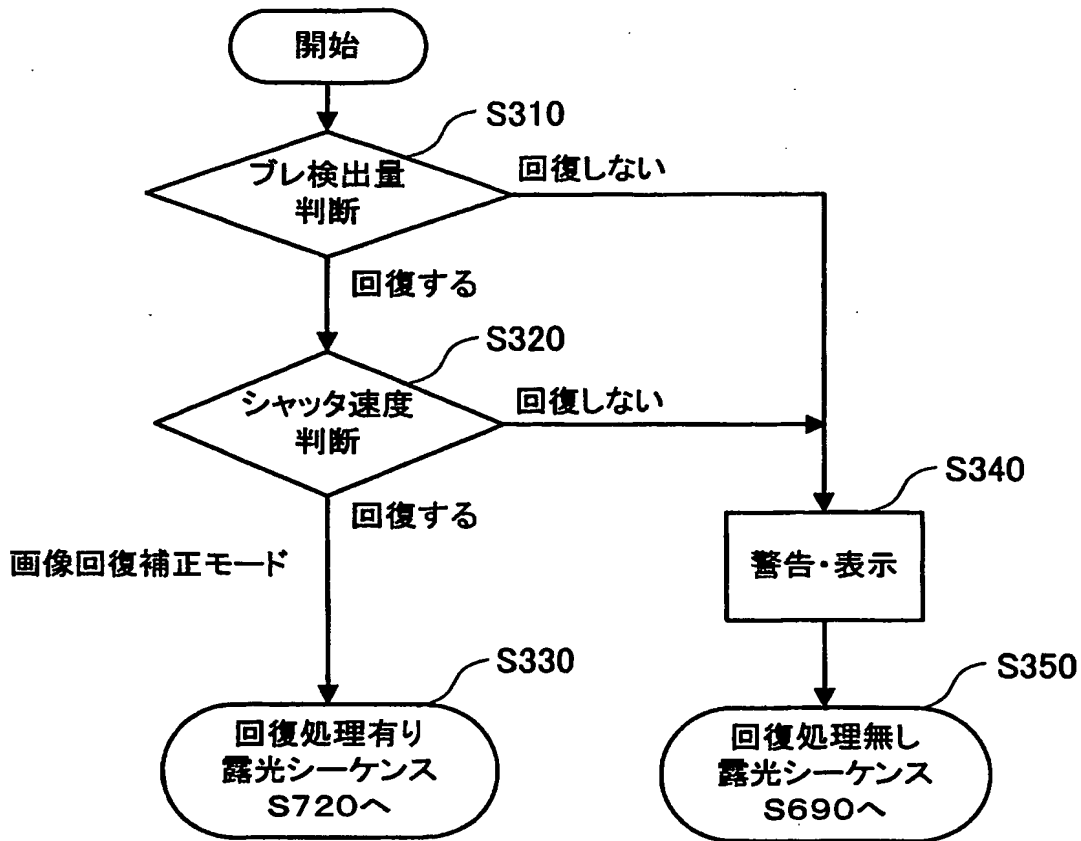 開始
S310
ブレ検出量
判断
回復しない
回復する
S320
シャッタ速度
判断
回復しない
回復する
画像回復補正モード
S340
警告・表示
S330
回復処理有り
露光シーケンス
S720へ
S350
回復処理無し
露光シーケンス
S690へ